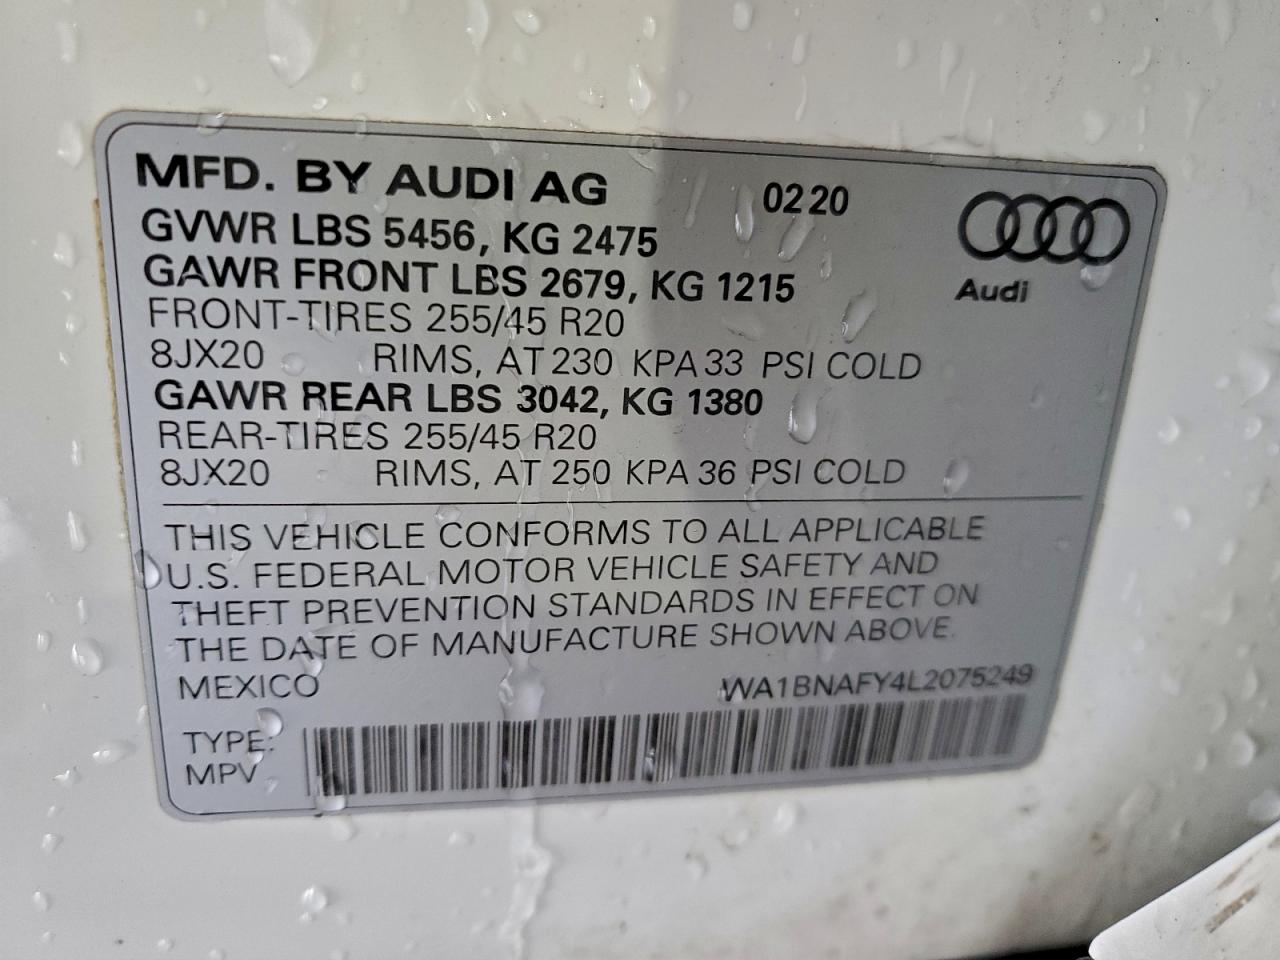 MFD. BY AUDI AG 02 20
GVWR LBS 5456, KG 2475
GAWR FRONT LBS 2679, KG 1215
Audi
FRONT-TIRES 255/45 R20
8JX20 RIMS, AT 230 KPA 33 PSI COLD
GAWR REAR LBS 3042, KG 1380
REAR-TIRES 255/45 R20
8JX20 RIMS, AT 250 KPA 36 PSI COLD
THIS VEHICLE CONFORMS TO ALL APPLICABLE
U.S. FEDERAL MOTOR VEHICLE SAFETY AND
THEFT PREVENTION STANDARDS IN EFFECT ON
THE DATE OF MANUFACTURE SHOWN ABOVE.
MEXICO WA1BNAFY4L2075249
TYPE:
MPV